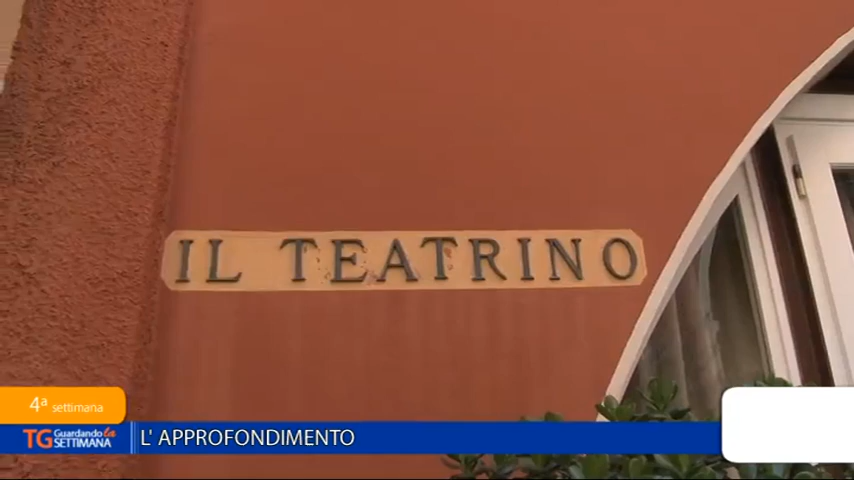 IL TEATRINO
4ª settimana
TG Guardando la
SETTIMANA
L' APPROFONDIMENTO